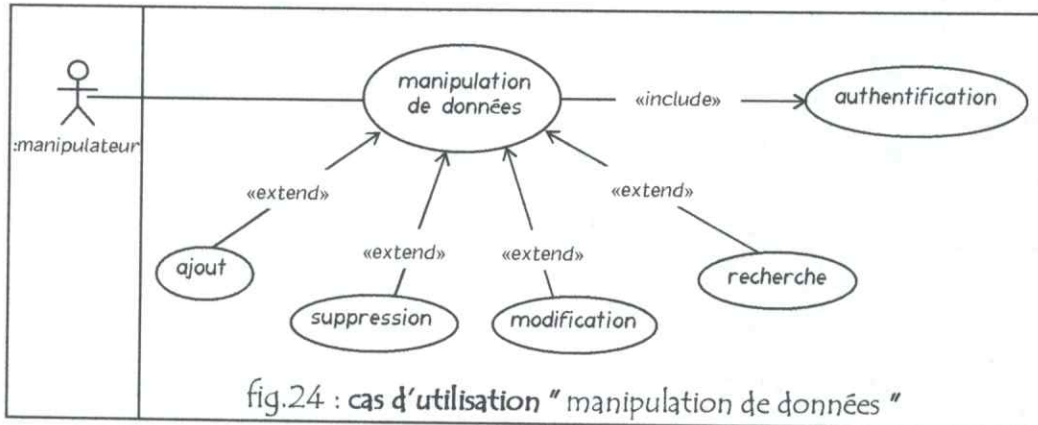 manipulation
de données
«include»
authentification
:manipulateur
«extend»
«extend»
«extend»
«extend»
ajout
suppression
modification
recherche
fig.24 : cas d'utilisation " manipulation de données "